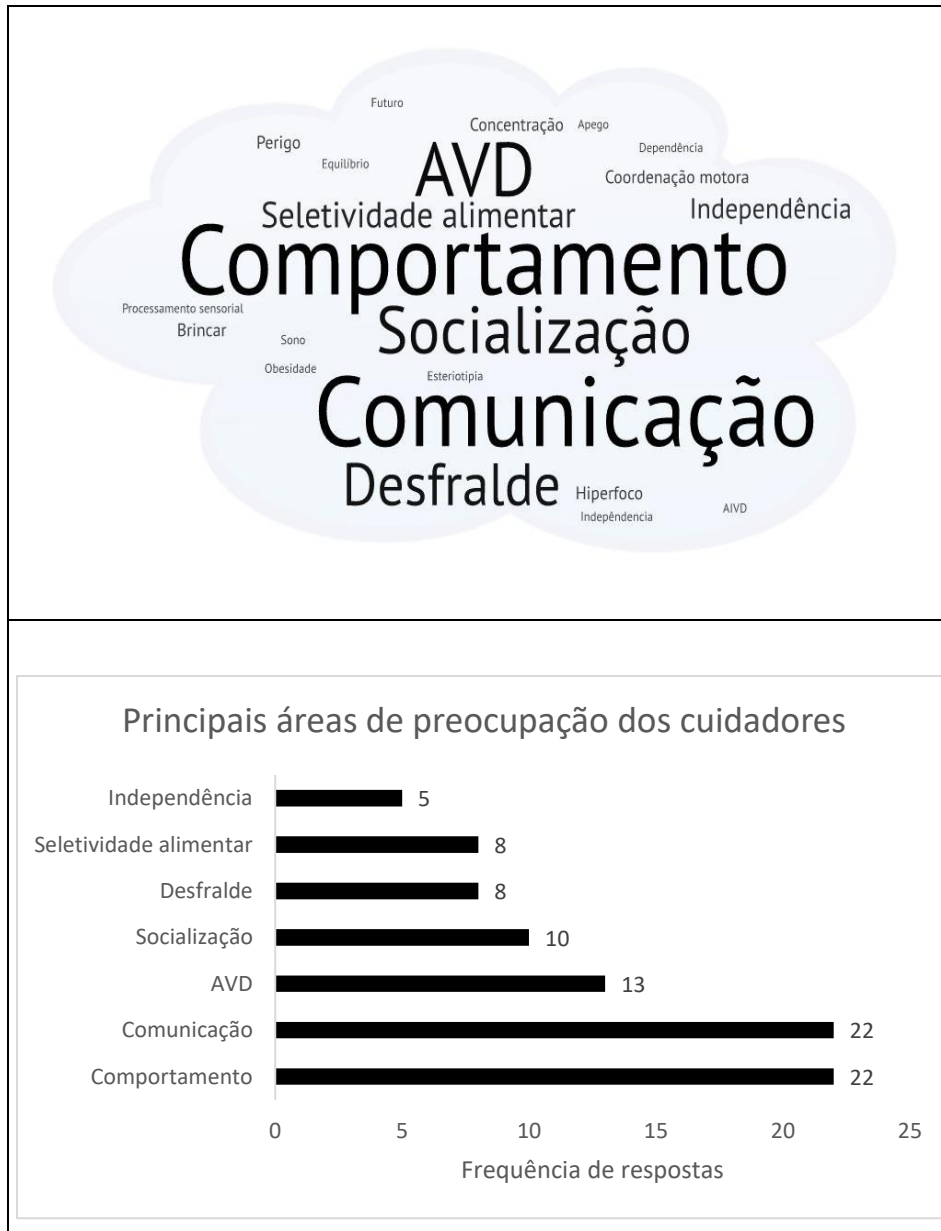 Futuro
Concentração Apego
Perigo
AVD
Dependência
Equilíbrio
Coordenação motora
Seletividade alimentar
Independência
Comportamento
Processamento sensorial
Socialização
Brincar
Sono
Obesidade
Esteriotipia
Comunicação
Desfralde
Hiperfoco
Indepêndencia
AIVD
Principais áreas de preocupação dos cuidadores
Independência 5
Seletividade alimentar 8
Desfralde 8
Socialização 10
AVD 13
Comunicação 22
Comportamento 22
0 5 10 15 20 25
Frequência de respostas